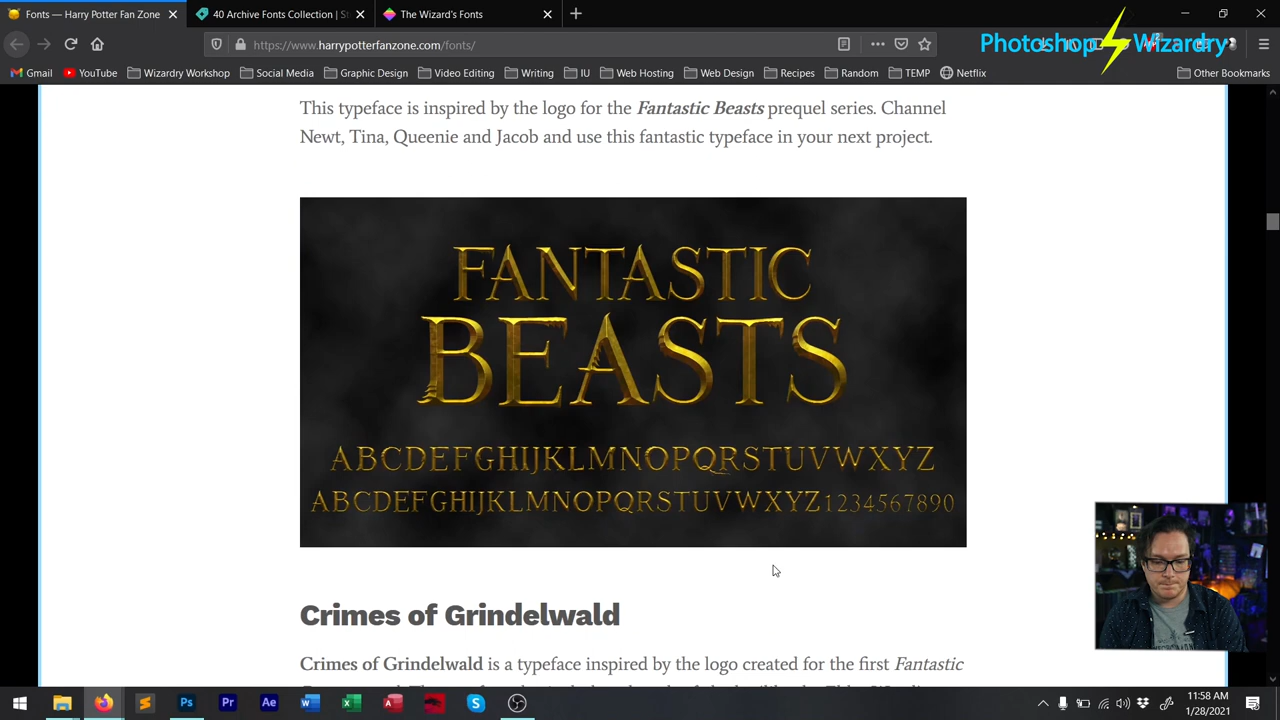 Fonts — Harry Potter Fan Zone
40 Archive Fonts Collection | St
The Wizard's Fonts
https://www.harrypotterfanzone.com/fonts/
Photoshop Wizardry
Gmail YouTube Wizardry Workshop Social Media Graphic Design Video Editing Writing IU Web Hosting Web Design Recipes Random TEMP Netflix Other Bookmarks
This typeface is inspired by the logo for the Fantastic Beasts prequel series. Channel
Newt, Tina, Queenie and Jacob and use this fantastic typeface in your next project.
FANTASTIC
BEASTS
ABCDEFGHIJKLMNOPQRSTUVWXYZ
ABCDEFGHIJKLMNOPQRSTUVWXYZ1234567890
Crimes of Grindelwald
Crimes of Grindelwald is a typeface inspired by the logo created for the first Fantastic
11:58 AM
1/28/2021